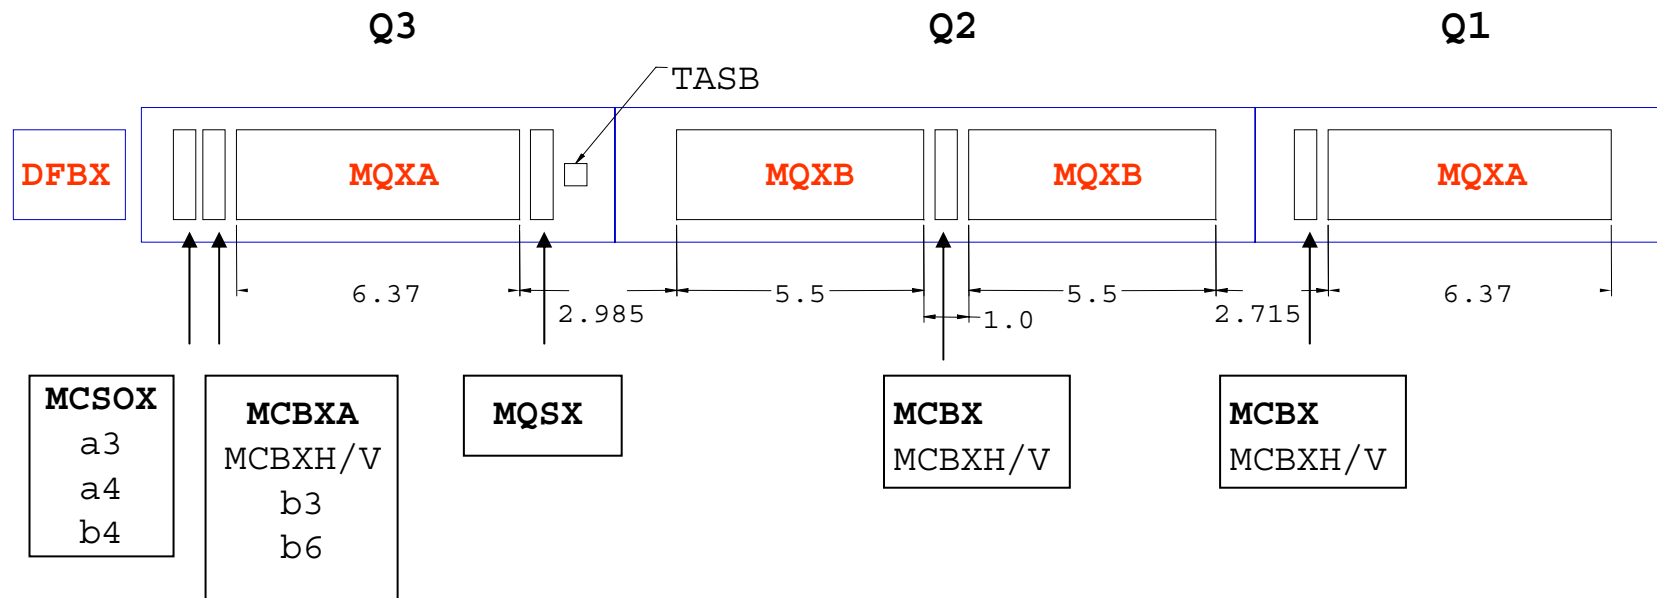 Q3 Q2 Q1
TASB
DFBX MQXA MQXB MQXB MQXA
6.37 5.5 5.5 6.37
2.985 1.0 2.715
MCSOX
a3
a4
b4
MCBXA
MCBXH/V
b3
b6
MQSX
MCBX
MCBXH/V
MCBX
MCBXH/V